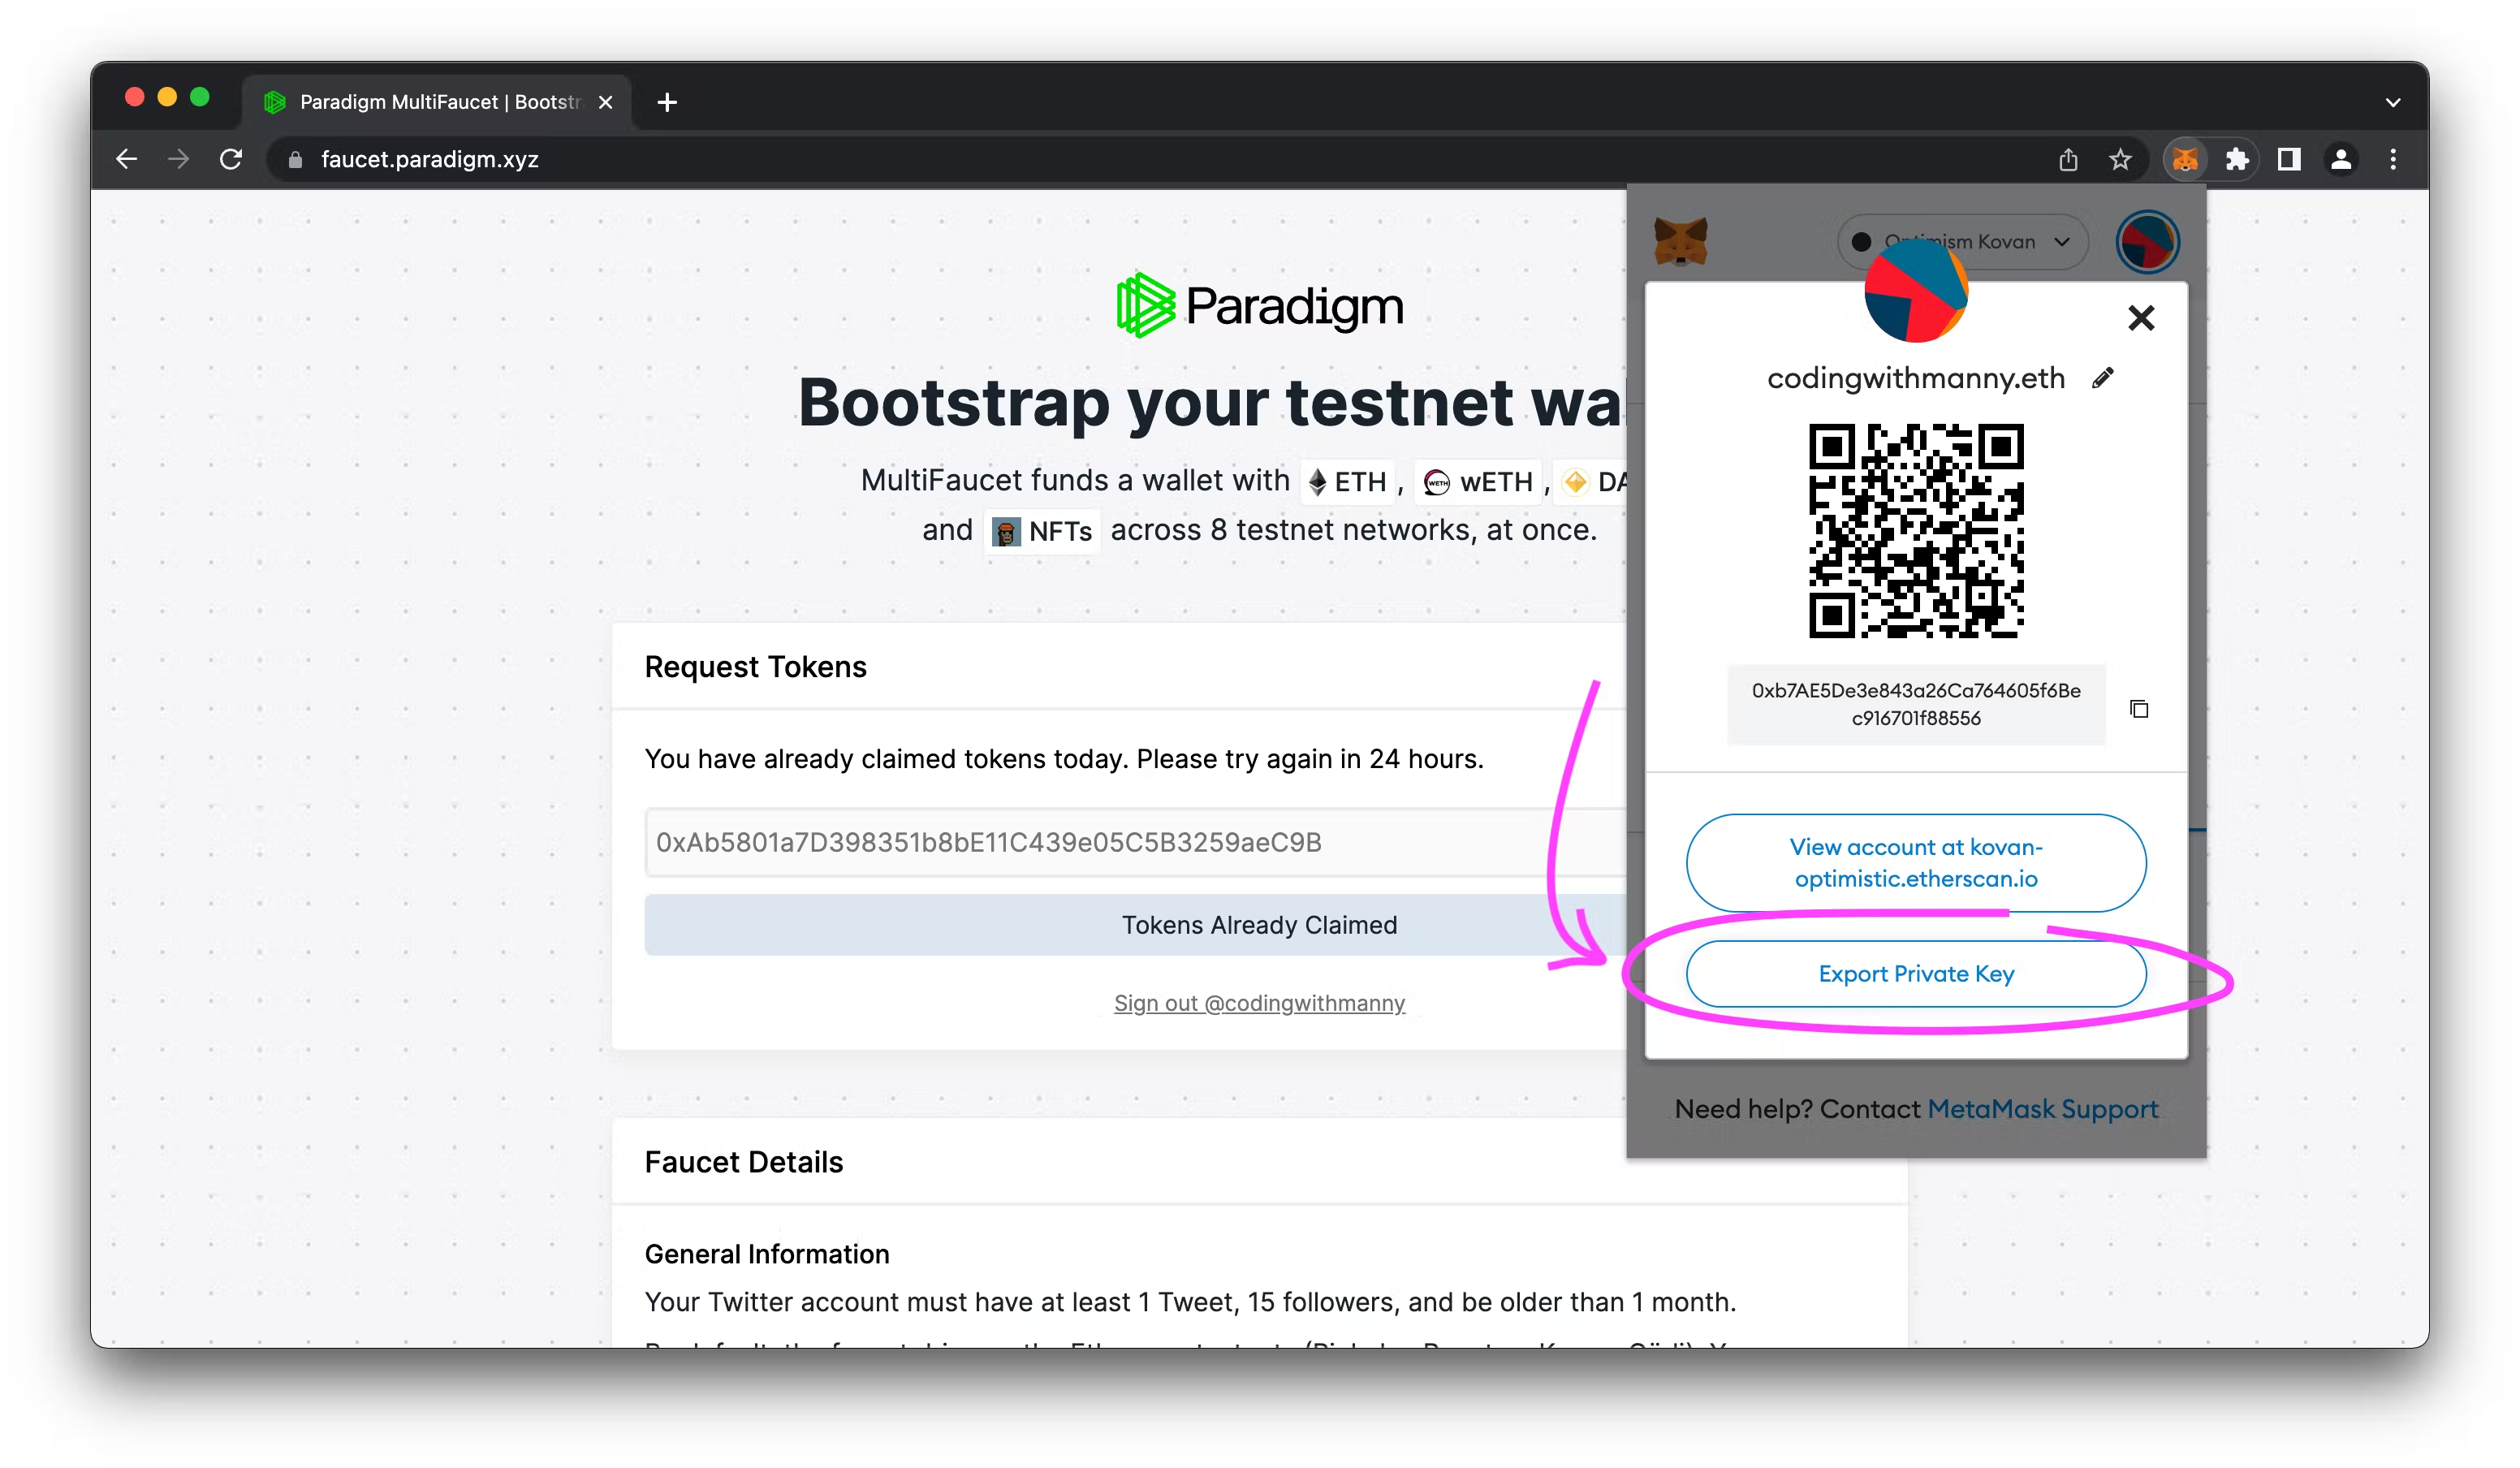 Paradigm MultiFaucet | Bootstr
faucet.paradigm.xyz
Paradigm
Bootstrap your testnet wa
MultiFaucet funds a wallet with ETH, WETH wETH, DA
and NFTs across 8 testnet networks, at once.
Request Tokens
You have already claimed tokens today. Please try again in 24 hours.
0xAb5801a7D398351b8bE11C439e05C5B3259aeC9B
Tokens Already Claimed
Sign out @codingwithmanny
Faucet Details
General Information
Your Twitter account must have at least 1 Tweet, 15 followers, and be older than 1 month.
Optimism Kovan
codingwithmanny.eth
0xb7AE5De3e843a26Ca764605f6Be
c916701f88556
View account at kovan-
optimistic.etherscan.io
Export Private Key
Need help? Contact MetaMask Support